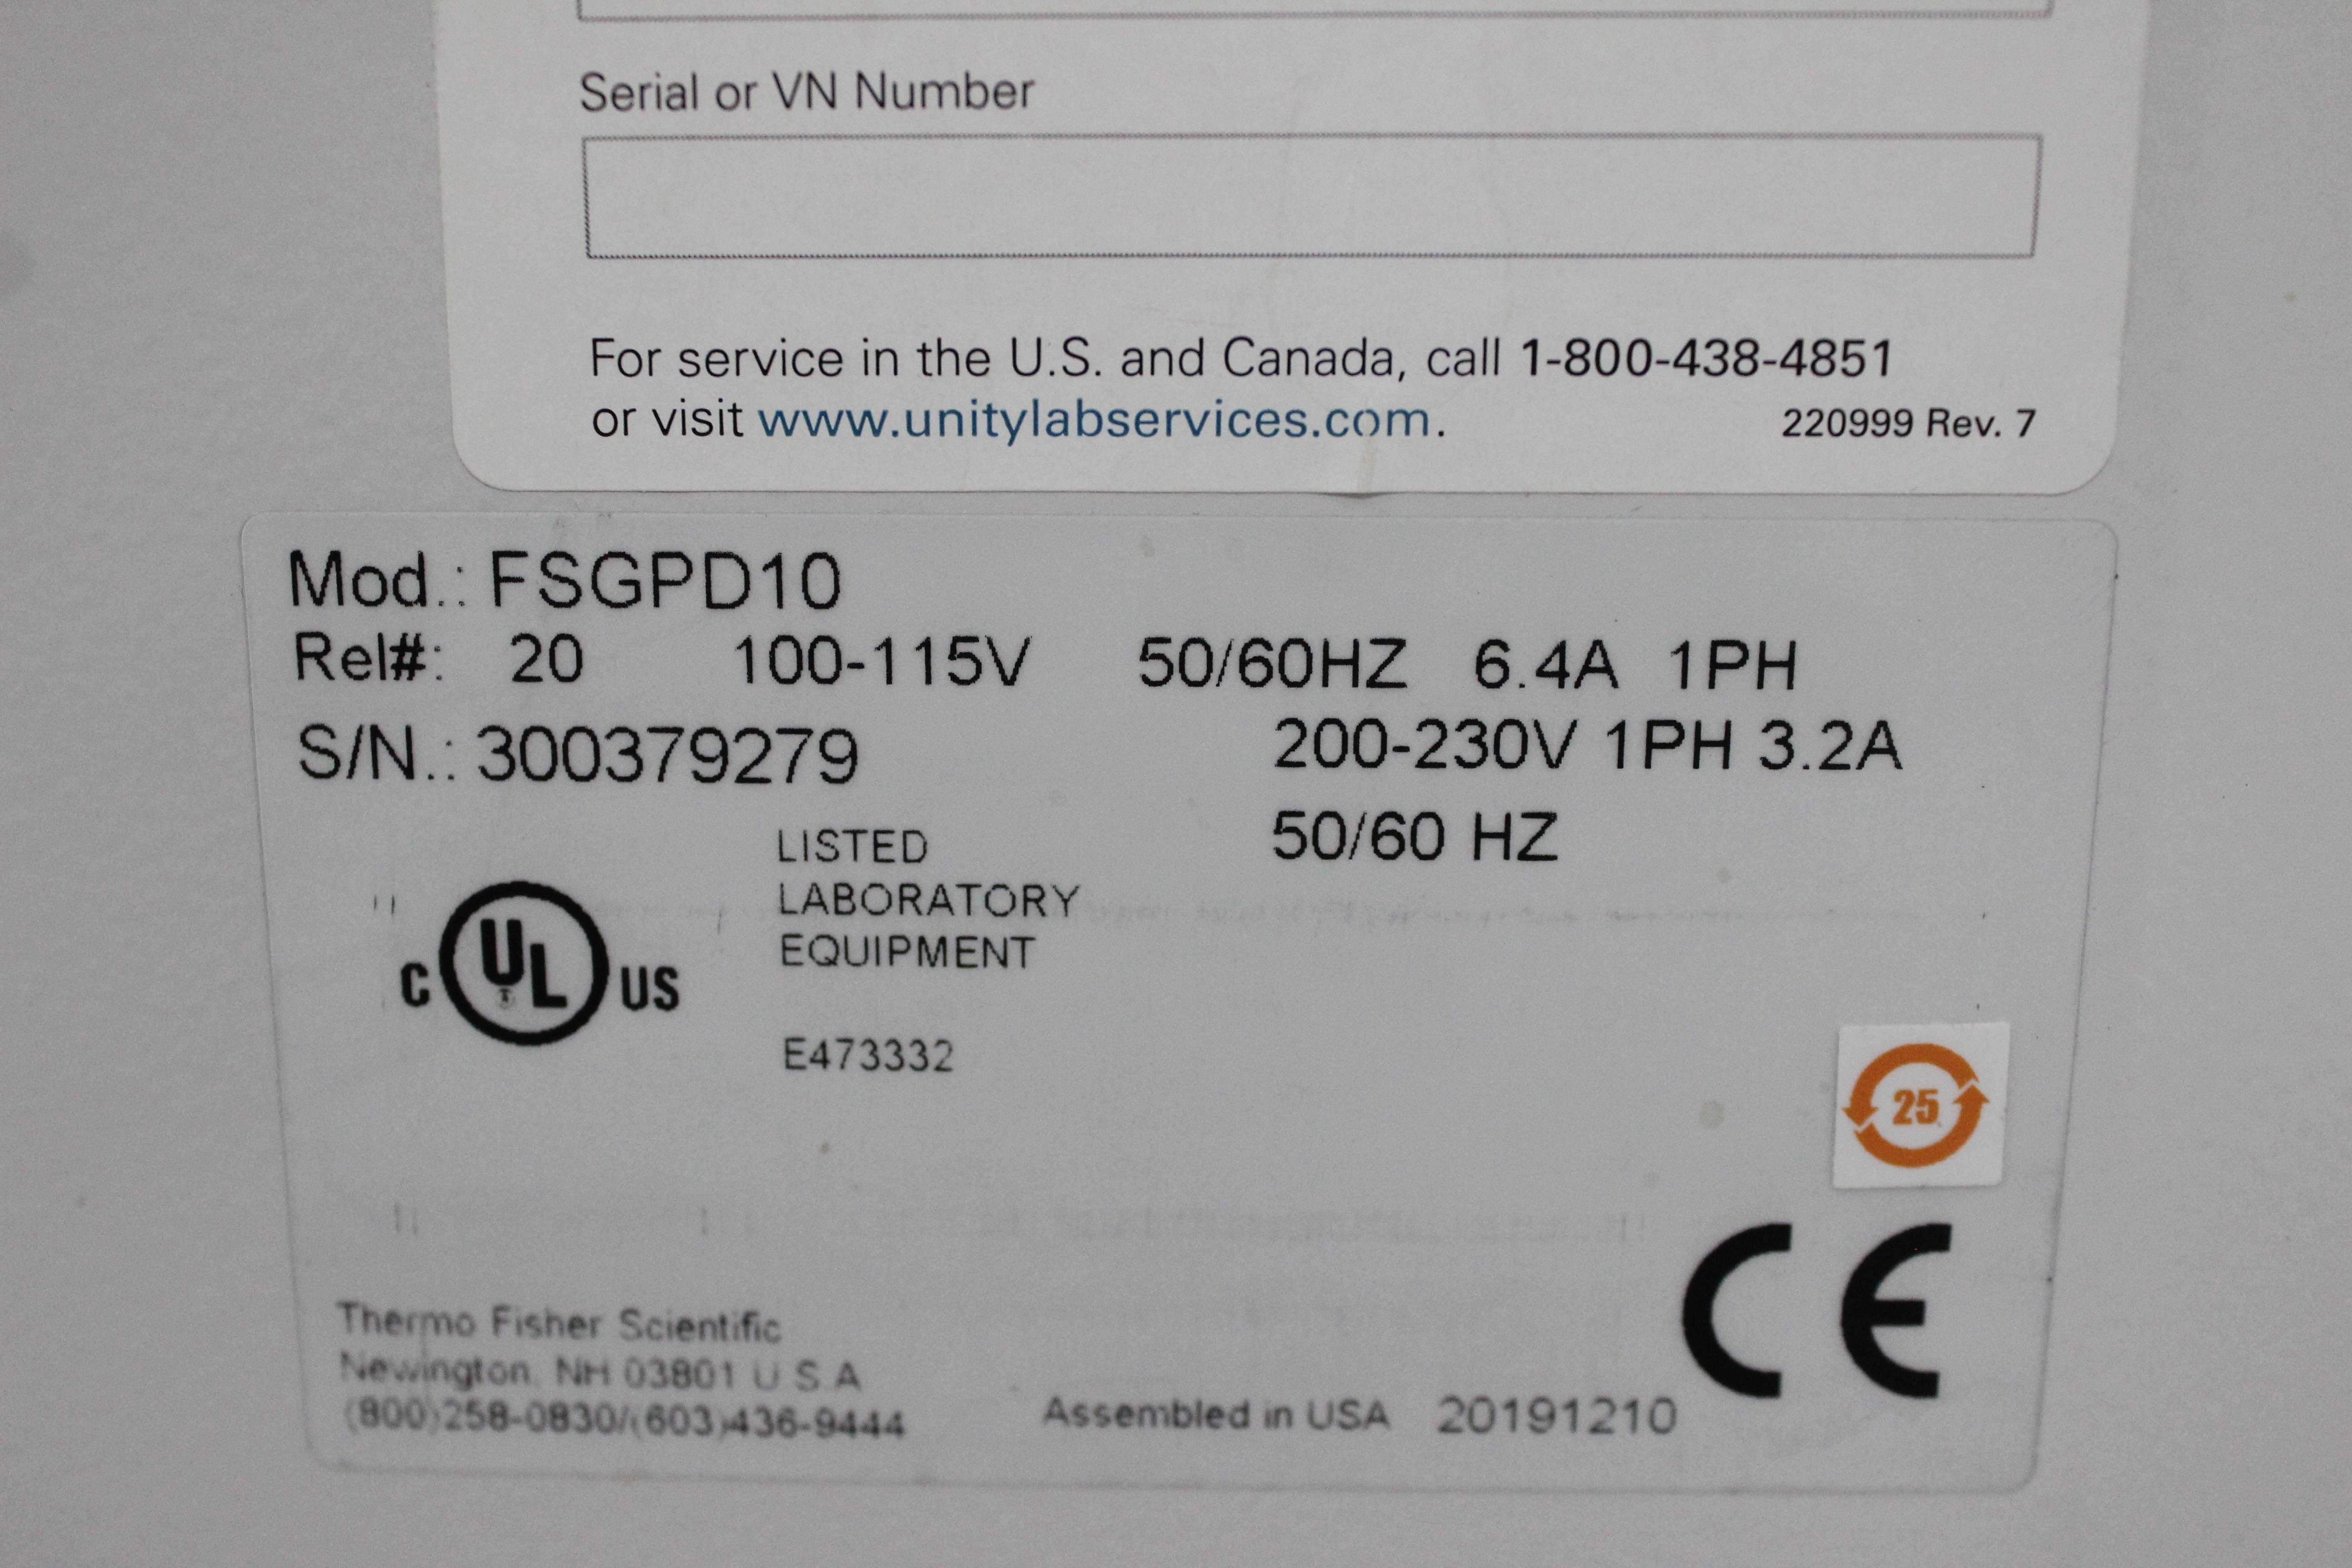 Serial or VN Number
For service in the U.S. and Canada, call 1-800-438-4851
or visit www.unitylabservices.com.
220999 Rev. 7
Mod.: FSGPD10
Rel#: 20 100-115V 50/60HZ 6.4A 1PH
S/N.: 300379279 200-230V 1PH 3.2A
50/60 HZ
LISTED
LABORATORY
EQUIPMENT
C UL US
E473332
25
CE
Thermo Fisher Scientific
Newington, NH 03801 U.S.A
(800)258-0830/(603)436-9444
Assembled in USA 20191210